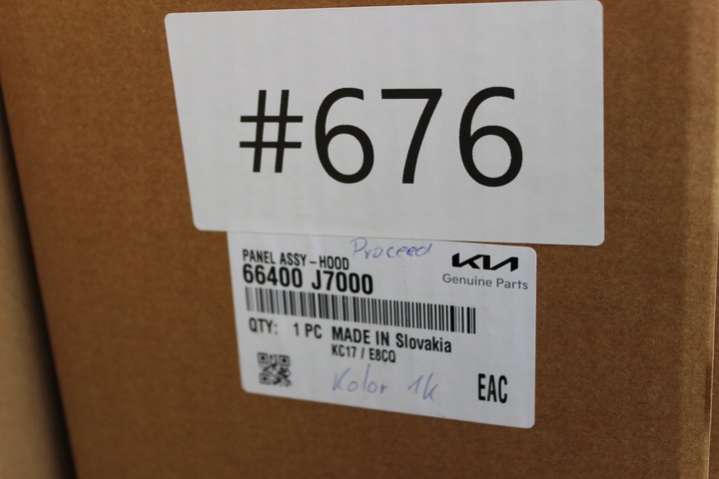 #676
Proceed
PANEL ASSY-HOOD
KIA
66400 J7000
Genuine Parts
QTY: 1 PC MADE IN Slovakia
KC17 / E8CQ
Kolor 1k
EAC